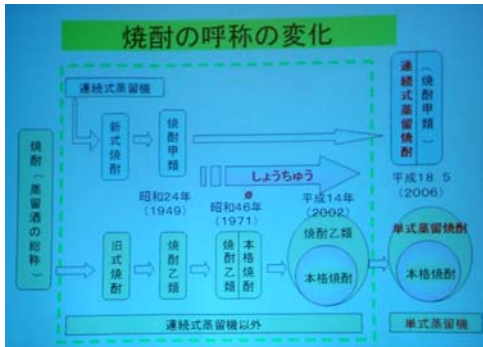 焼酎の呼称の変化
連続式蒸留機
焼酎（蒸留酒の総称）
新式焼酎
焼酎甲類
連続式蒸留焼酎
（焼酎甲類）
しょうちゅう
昭和24年
（1949）
昭和46年
（1971）
平成14年
（2002）
平成18 5
（2006）
旧式焼酎
焼酎乙類
焼酎乙類
本格焼酎
焼酎乙類
本格焼酎
単式蒸留焼酎
本格焼酎
連続式蒸留機以外
単式蒸留機